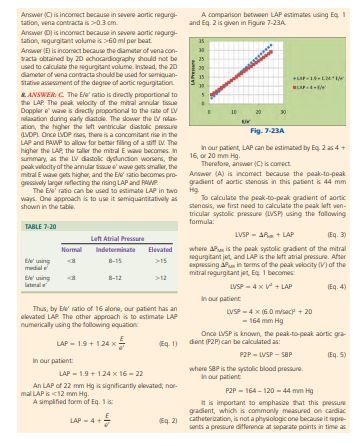 Answer (C) is incorrect because in severe aortic regurgi-
tation, vena contracta is >0.3 cm.
Answer (D) is incorrect because in severe aortic regurgi-
tation, regurgitant volume is >60 ml per beat.
Answer (E) is incorrect because the diameter of vena con-
tracta obtained by 2D echocardiography should not be
used to calculate the regurgitant volume. Instead, the 2D
diameter of vena contracta should be used for semiquan-
titative assessment of the degree of aortic regurgitation.
8. ANSWER: C. The E/e' ratio is directly proportional to
the LAP. The peak velocity of the mitral annular tissue
Doppler e' wave is directly proportional to the rate of LV
relaxation during early diastole. The slower the LV relax-
ation, the higher the left ventricular diastolic pressure
(LVDP). Once LVDP rises, there is a concomitant rise in the
LAP and PAWP to allow for better filling of a stiff LV. The
higher the LAP, the taller the mitral E wave becomes. In
summary, as the LV diastolic dysfunction worsens, the
peak velocity of the annular tissue e' wave gets smaller, the
mitral E wave gets higher, and the E/e' ratio becomes pro-
gressively larger reflecting the rising LAP and PAWP.
The E/e' ratio can be used to estimate LAP in two
ways. One approach is to use it semiquantitatively as
shown in the table.
TABLE 7-20
Left Atrial Pressure
Normal Indeterminate Elevated
E/e' using <8 8–15 >15
medial e'
E/e' using <8 8–12 >12
lateral e'
Thus, by E/e' ratio of 16 alone, our patient has an
elevated LAP. The other approach is to estimate LAP
numerically using the following equation:
LAP = 1.9 + 1.24 × E/e' (Eq. 1)
In our patient:
LAP = 1.9 + 1.24 × 16 = 22
An LAP of 22 mm Hg is significantly elevated; nor-
mal LAP is <12 mm Hg.
A simplified form of Eq. 1 is:
LAP = 4 + E/e' (Eq. 2)
A comparison between LAP estimates using Eq. 1
and Eq. 2 is given in Figure 7-23A.
LA Pressure
35
30
25
20
15
10
5
0
0 10 20 30
E/e'
LAP = 1.9 + 1.24 * E/e'
LAP = 4 + E/e'
Fig. 7-23A
In our patient, LAP can be estimated by Eq. 2 as 4 +
16, or 20 mm Hg.
Therefore, answer (C) is correct.
Answer (A) is incorrect because the peak-to-peak
gradient of aortic stenosis in this patient is 44 mm
Hg.
To calculate the peak-to-peak gradient of aortic
stenosis, we first need to calculate the peak left ven-
tricular systolic pressure (LVSP) using the following
formula:
LVSP = ΔP_MR + LAP (Eq. 3)
where ΔP_MR is the peak systolic gradient of the mitral
regurgitant jet, and LAP is the left atrial pressure. After
expressing ΔP_MR in terms of the peak velocity (V) of the
mitral regurgitant jet, Eq. 1 becomes:
LVSP = 4 × V² + LAP (Eq. 4)
In our patient:
LVSP = 4 × (6.0 m/sec)² + 20
= 164 mm Hg
Once LVSP is known, the peak-to-peak aortic gra-
dient (P2P) can be calculated as:
P2P = LVSP − SBP (Eq. 5)
where SBP is the systolic blood pressure.
In our patient:
P2P = 164 − 120 = 44 mm Hg
It is important to emphasize that this pressure
gradient, which is commonly measured on cardiac
catheterization, is not a physiologic one because it repre-
sents a pressure difference at separate points in time as